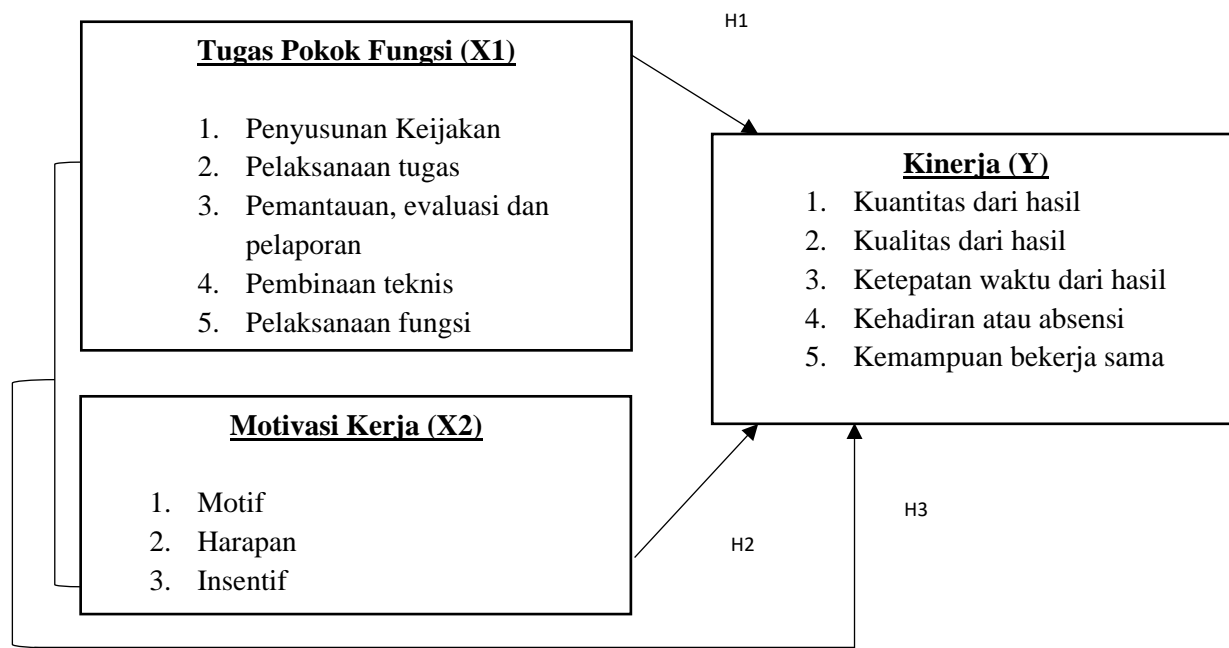 H1
Tugas Pokok Fungsi (X1)
1. Penyusunan Keijakan
2. Pelaksanaan tugas
3. Pemantauan, evaluasi dan
pelaporan
4. Pembinaan teknis
5. Pelaksanaan fungsi
Kinerja (Y)
1. Kuantitas dari hasil
2. Kualitas dari hasil
3. Ketepatan waktu dari hasil
4. Kehadiran atau absensi
5. Kemampuan bekerja sama
Motivasi Kerja (X2)
1. Motif
2. Harapan
3. Insentif
H2
H3